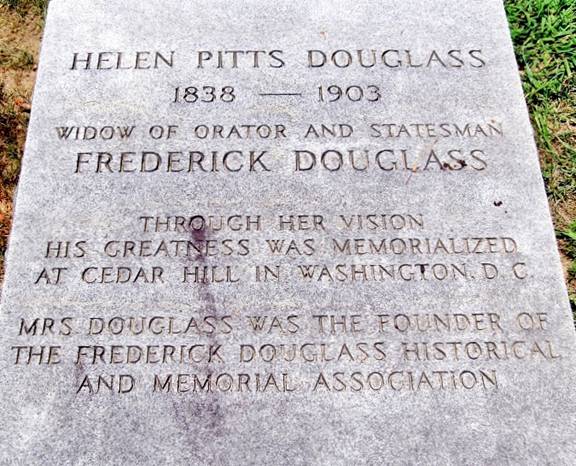 HELEN PITTS DOUGLASS
1838 — 1903
WIDOW OF ORATOR AND STATESMAN
FREDERICK DOUGLASS
THROUGH HER VISION
HIS GREATNESS WAS MEMORIALIZED
AT CEDAR HILL IN WASHINGTON, D C
MRS DOUGLASS WAS THE FOUNDER OF
THE FREDERICK DOUGLASS HISTORICAL
AND MEMORIAL ASSOCIATION